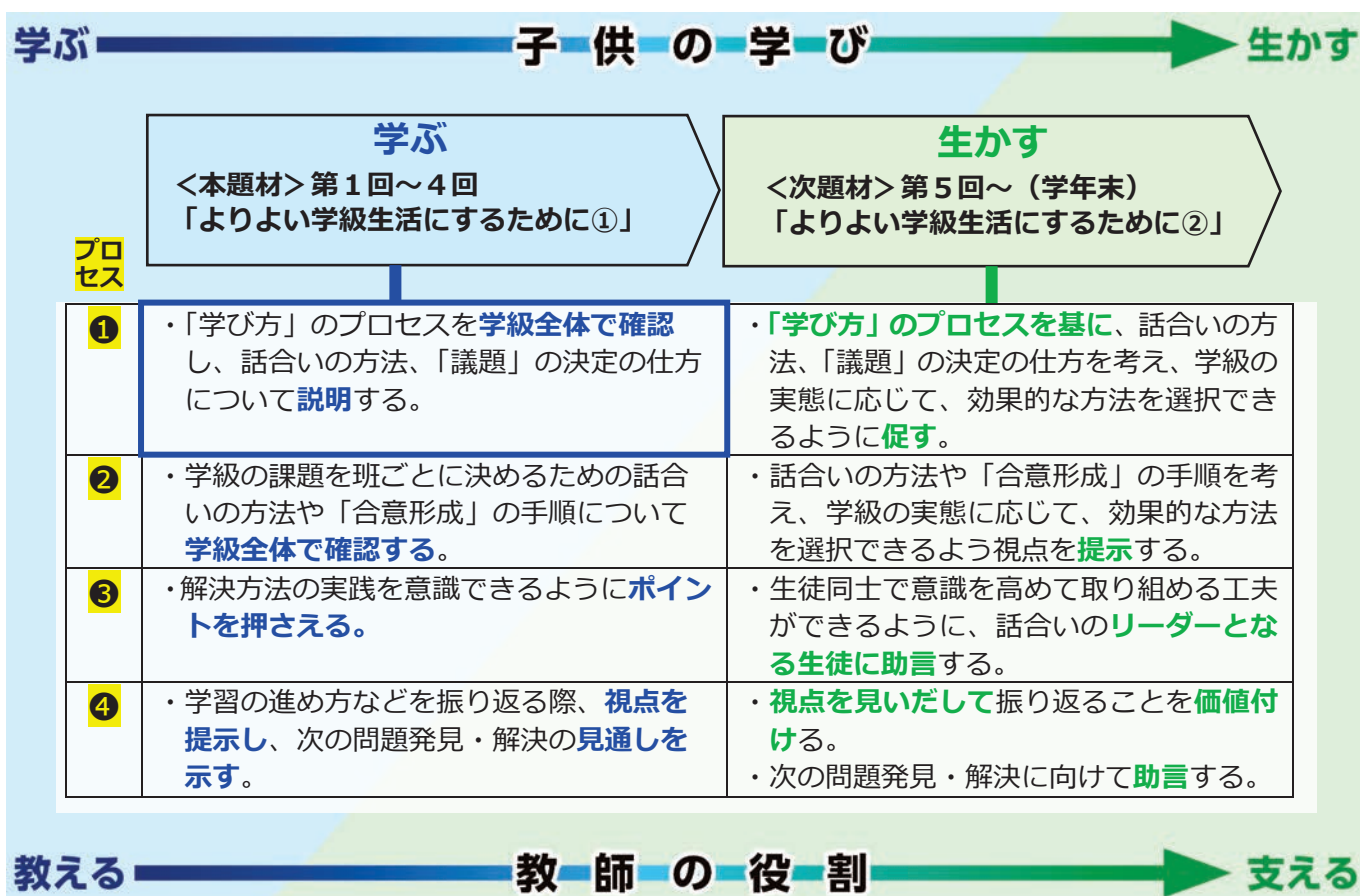 学ぶ 子供の学び 生かす
学ぶ
<本題材>第1回~4回
「よりよい学級生活にするために①」
生かす
<次題材>第5回~(学年末)
「よりよい学級生活にするために②」
プロ
セス
❶
・「学び方」のプロセスを学級全体で確認
し、話合いの方法、「議題」の決定の仕方
について説明する。
・「学び方」のプロセスを基に、話合いの方
法、「議題」の決定の仕方を考え、学級の
実態に応じて、効果的な方法を選択でき
るように促す。
❷
・学級の課題を班ごとに決めるための話合
いの方法や「合意形成」の手順について
学級全体で確認する。
・話合いの方法や「合意形成」の手順を考
え、学級の実態に応じて、効果的な方法
を選択できるよう視点を提示する。
❸
・解決方法の実践を意識できるようにポイン
トを押さえる。
・生徒同士で意識を高めて取り組める工夫
ができるように、話合いのリーダーとな
る生徒に助言する。
❹
・学習の進め方などを振り返る際、視点を
提示し、次の問題発見・解決の見通しを
示す。
・視点を見いだして振り返ることを価値付
ける。
・次の問題発見・解決に向けて助言する。
教える 教師の役割 支える